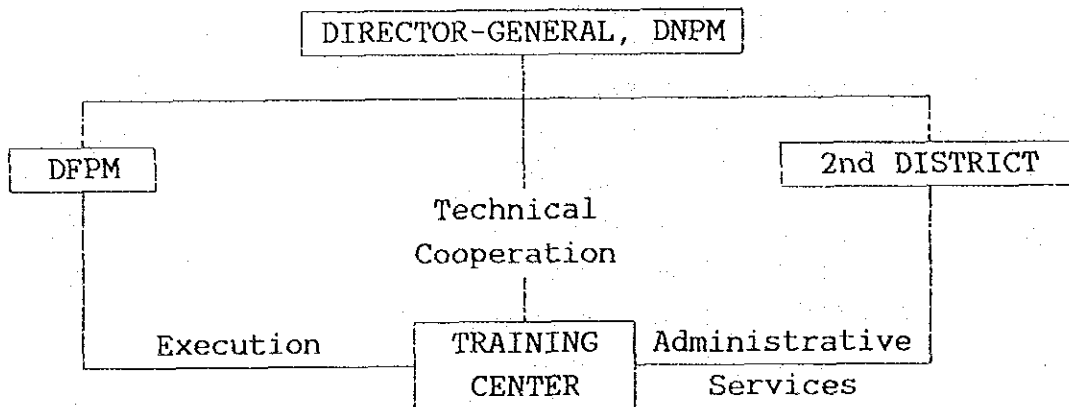 DIRECTOR-GENERAL, DNPM
DFPM
2nd DISTRICT
Technical
Cooperation
Execution
TRAINING
CENTER
Administrative
Services